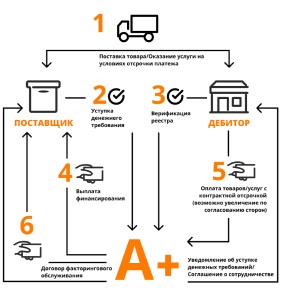 1
Поставка товара/Оказание услуги на
условиях отсрочки платежа
2
Уступка
денежного
требования
3
Верификация
реестра
ПОСТАВЩИК
ДЕБИТОР
4
Выплата
финансирования
5
Оплата товаров/услуг с
контрактной отсрочкой
(возможно увеличение по
согласованию сторон)
6
A+
Договор факторингового
обслуживания
Уведомление об уступке
денежных требований/
Соглашение о сотрудничестве